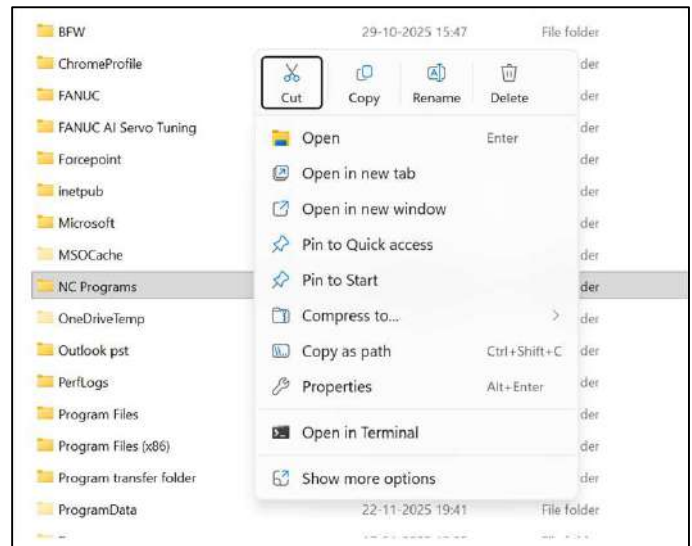 BFW 29-10-2025 15:47 File folder
ChromeProfile der
FANUC der
FANUC AI Servo Tuning der
Forcepoint der
inetpub der
Microsoft der
MSOCache der
NC Programs der
OneDriveTemp der
Outlook pst der
PerfLogs der
Program Files der
Program Files (x86) der
Program transfer folder der
ProgramData 22-11-2025 19:41 File folder
Cut Copy Rename Delete
Open Enter
Open in new tab
Open in new window
Pin to Quick access
Pin to Start
Compress to...
Copy as path Ctrl+Shift+C
Properties Alt+Enter
Open in Terminal
Show more options